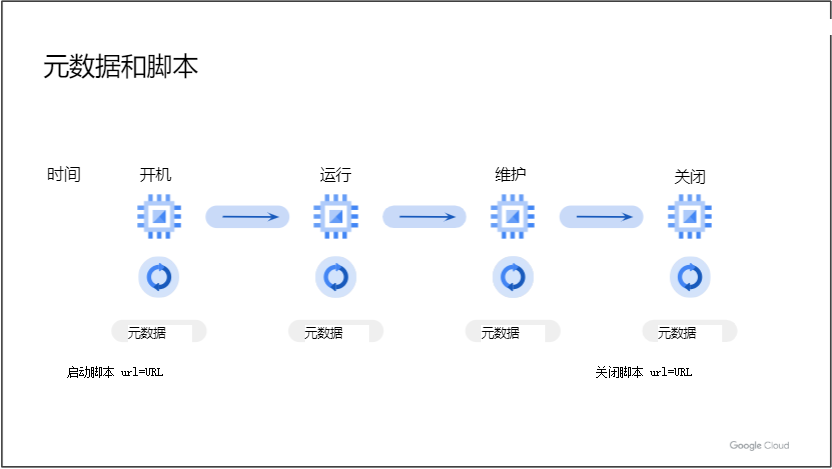 元数据和脚本
时间 开机 运行 维护 关闭
元数据 元数据 元数据 元数据
启动脚本 url=URL 关闭脚本 url=URL
Google Cloud